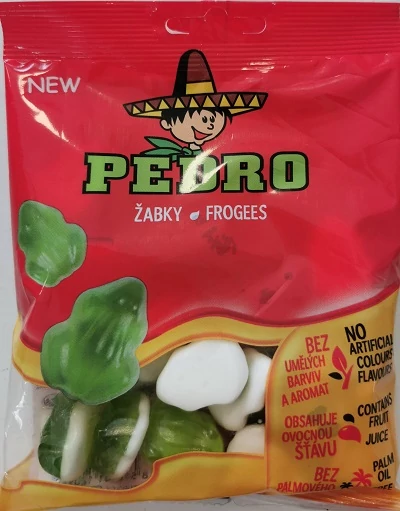 NEW
PEDRO
ŽABKY FROGEES
BEZ
UMĚLÝCH
BARVIV
A AROMAT
NO
ARTIFICIAL
COLOURS
FLAVOURS
OBSAHUJE
OVOCNOU
ŠŤÁVU
CONTAINS
FRUIT
JUICE
BEZ
PALMOVÉHO
PALM
OIL
FREE